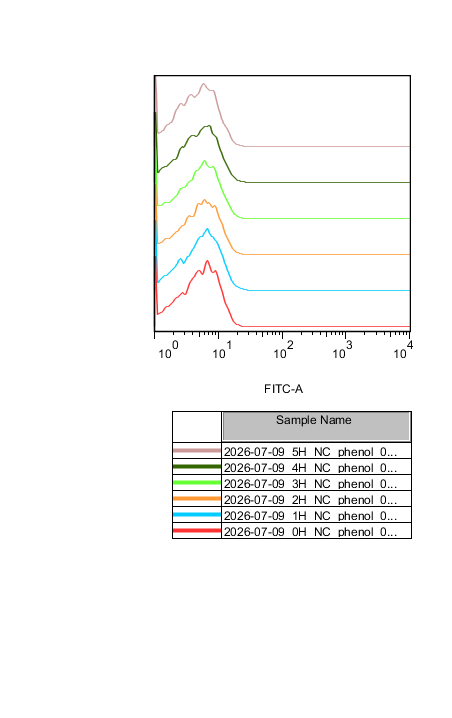 10^0 10^1 10^2 10^3 10^4
FITC-A
Sample Name
2026-07-09_5H_NC_phenol_0...
2026-07-09_4H_NC_phenol_0...
2026-07-09_3H_NC_phenol_0...
2026-07-09_2H_NC_phenol_0...
2026-07-09_1H_NC_phenol_0...
2026-07-09_0H_NC_phenol_0...